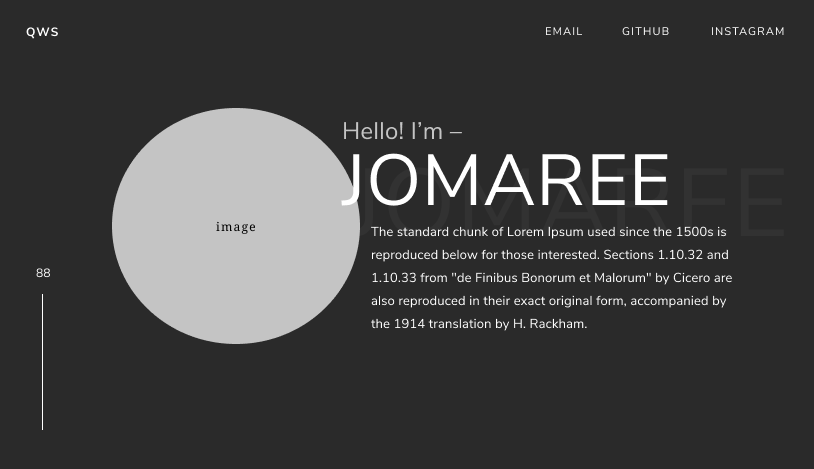 QWS
EMAIL GITHUB INSTAGRAM
Hello! I'm –
JOMAREE
JOMAREE
image
The standard chunk of Lorem Ipsum used since the 1500s is
reproduced below for those interested. Sections 1.10.32 and
1.10.33 from "de Finibus Bonorum et Malorum" by Cicero are
also reproduced in their exact original form, accompanied by
the 1914 translation by H. Rackham.
88